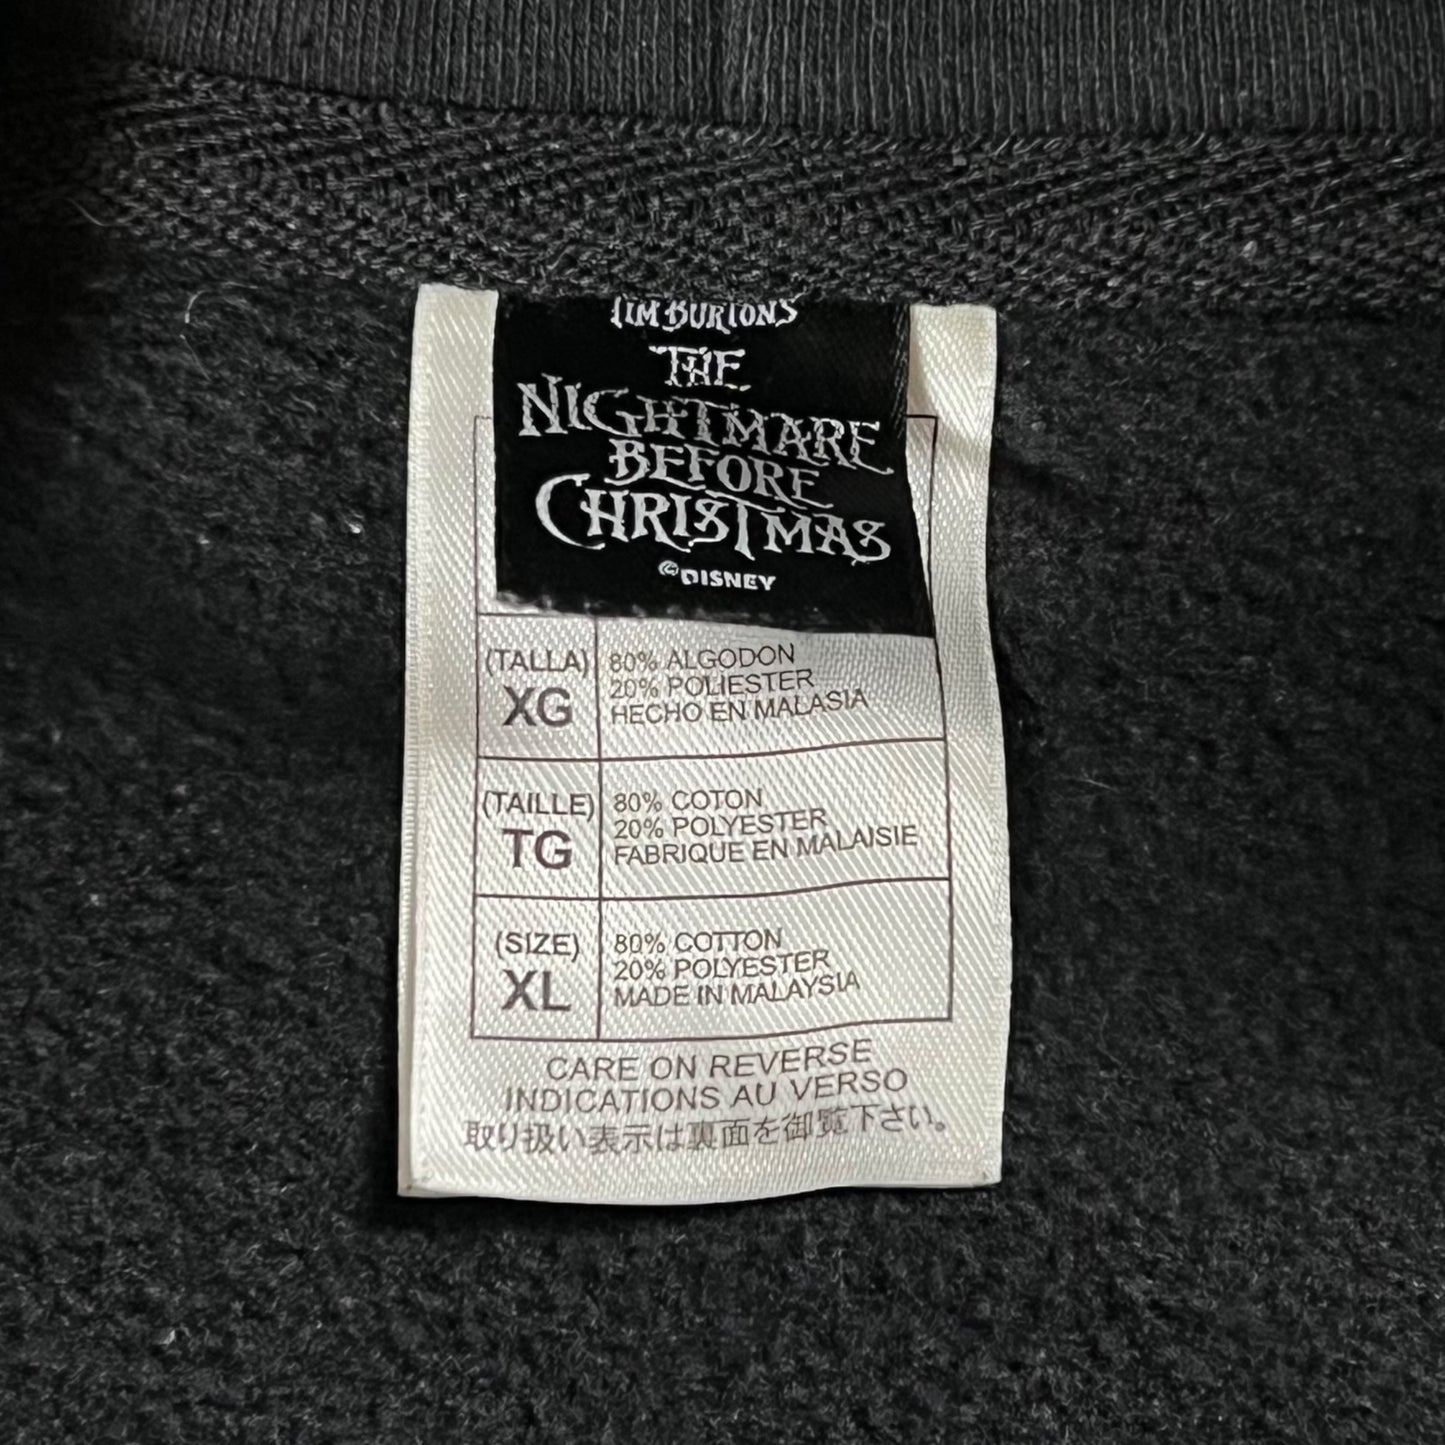 TIM BURTON'S
THE
NIGHTMARE
BEFORE
CHRISTMAS
©DISNEY
(TALLA)
XG
80% ALGODON
20% POLIESTER
HECHO EN MALASIA
(TAILLE)
TG
80% COTON
20% POLYESTER
FABRIQUE EN MALAISIE
(SIZE)
XL
80% COTTON
20% POLYESTER
MADE IN MALAYSIA
CARE ON REVERSE
INDICATIONS AU VERSO
取り扱い表示は裏面を御覧下さい。